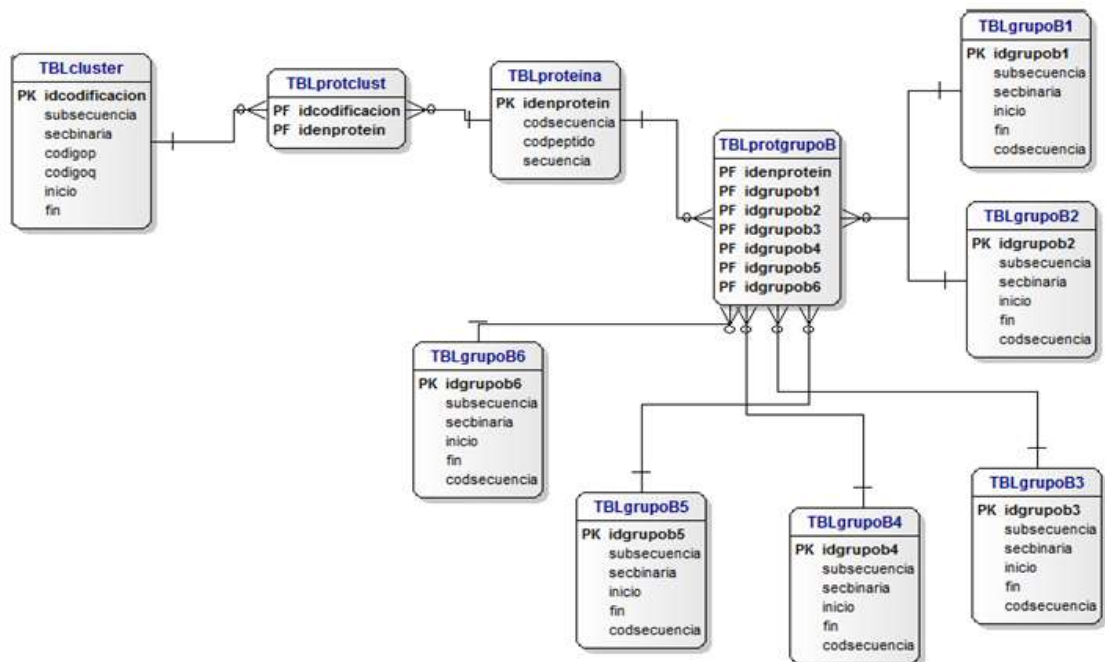 TBLcluster
PK idcodificacion
subsecuencia
secbinaria
codigop
codigoq
inicio
fin
TBLprotclust
PF idcodificacion
PF idenprotein
TBLproteina
PK idenprotein
codsecuencia
codpeptido
secuencia
TBLprotgrupoB
PF idenprotein
PF idgrupob1
PF idgrupob2
PF idgrupob3
PF idgrupob4
PF idgrupob5
PF idgrupob6
TBLgrupoB1
PK idgrupob1
subsecuencia
secbinaria
inicio
fin
codsecuencia
TBLgrupoB2
PK idgrupob2
subsecuencia
secbinaria
inicio
fin
codsecuencia
TBLgrupoB6
PK idgrupob6
subsecuencia
secbinaria
inicio
fin
codsecuencia
TBLgrupoB5
PK idgrupob5
subsecuencia
secbinaria
inicio
fin
codsecuencia
TBLgrupoB4
PK idgrupob4
subsecuencia
secbinaria
inicio
fin
codsecuencia
TBLgrupoB3
PK idgrupob3
subsecuencia
secbinaria
inicio
fin
codsecuencia